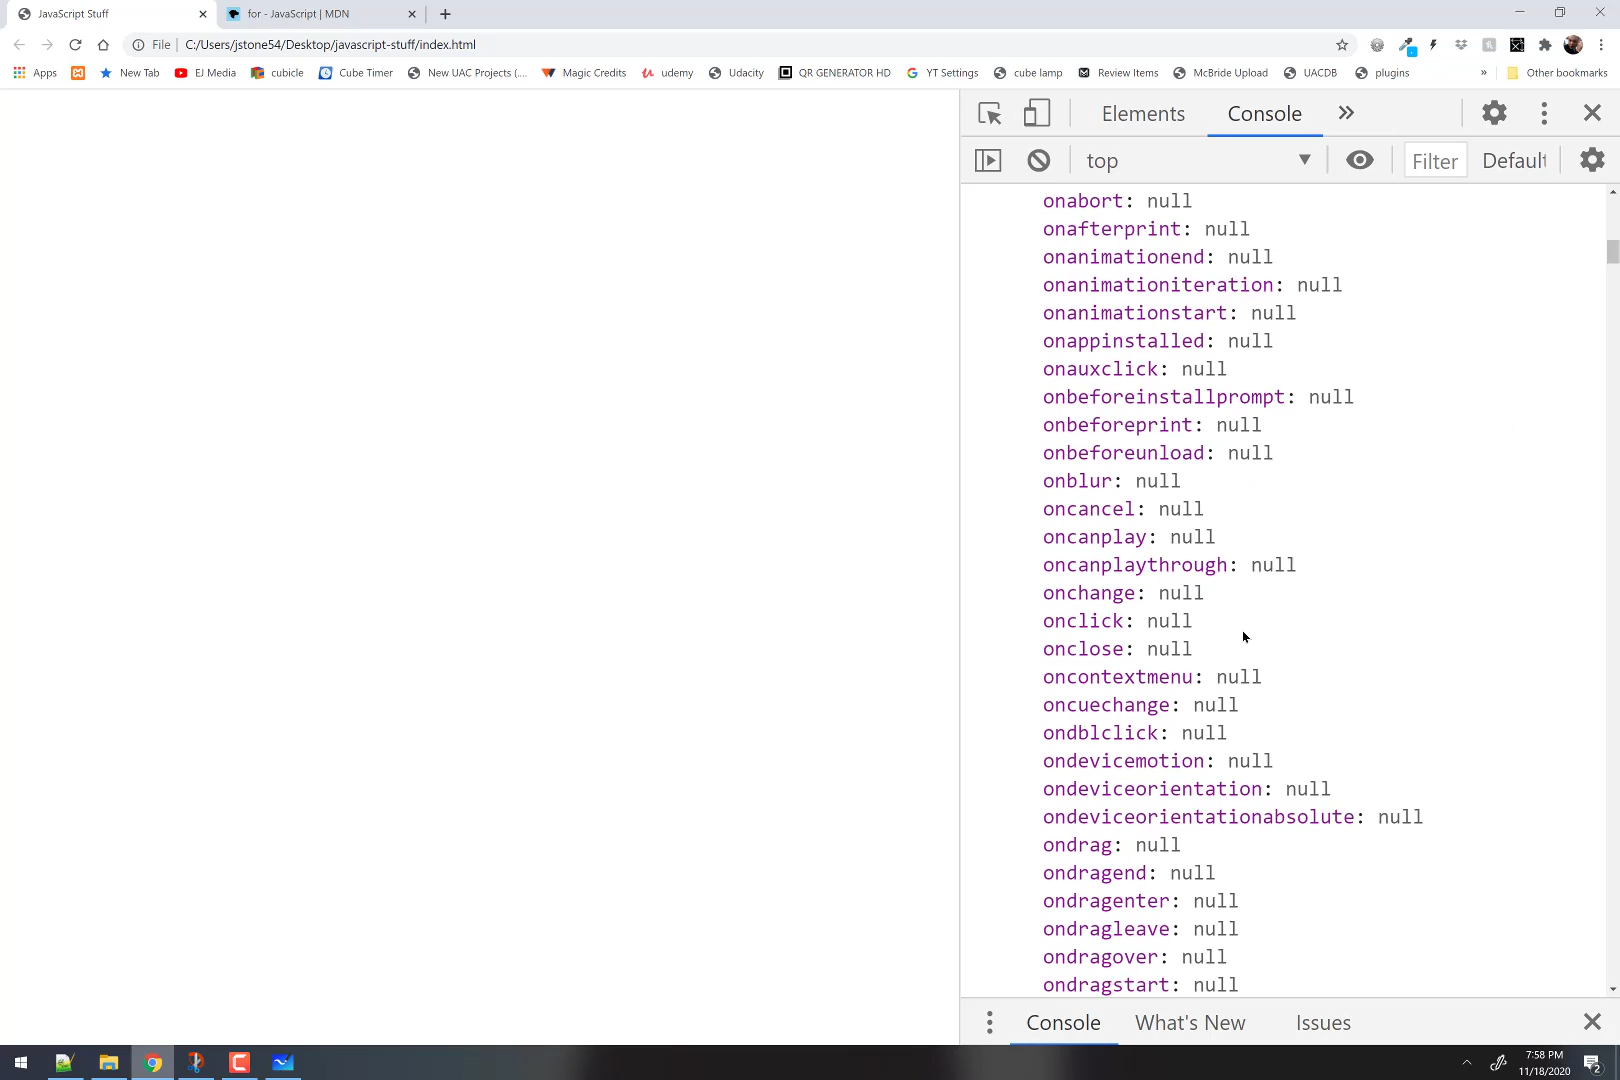 JavaScript Stuff
for - JavaScript | MDN
File
C:/Users/jstone54/Desktop/javascript-stuff/index.html
Apps
New Tab
EJ Media
cubicle
Cube Timer
New UAC Projects (....
Magic Credits
udemy
Udacity
QR GENERATOR HD
YT Settings
cube lamp
Review Items
McBride Upload
UACDB
plugins
»
Other bookmarks
Elements
Console
top
Filter
Default
onabort: null
onafterprint: null
onanimationend: null
onanimationiteration: null
onanimationstart: null
onappinstalled: null
onauxclick: null
onbeforeinstallprompt: null
onbeforeprint: null
onbeforeunload: null
onblur: null
oncancel: null
oncanplay: null
oncanplaythrough: null
onchange: null
onclick: null
onclose: null
oncontextmenu: null
oncuechange: null
ondblclick: null
ondevicemotion: null
ondeviceorientation: null
ondeviceorientationabsolute: null
ondrag: null
ondragend: null
ondragenter: null
ondragleave: null
ondragover: null
ondragstart: null
Console
What's New
Issues
7:58 PM
11/18/2020
2